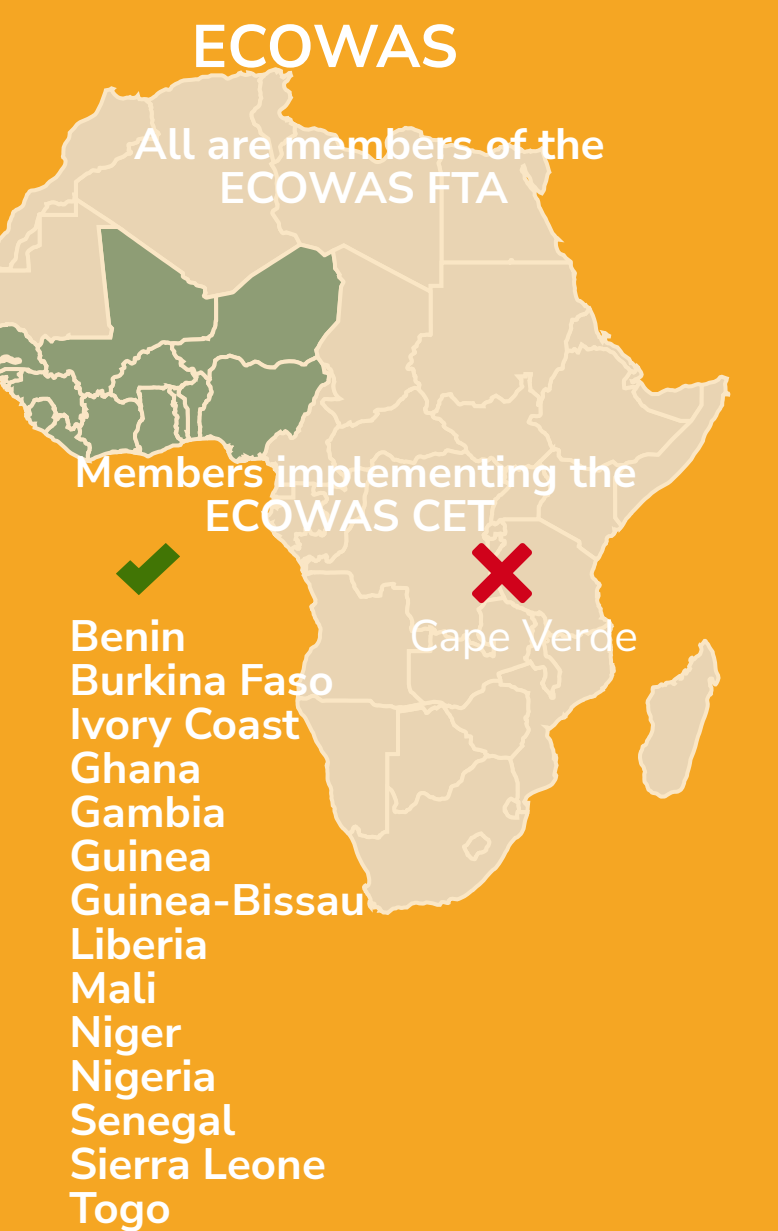 ECOWAS
All are members of the
ECOWAS FTA
Members implementing the
ECOWAS CET
Benin
Burkina Faso
Ivory Coast
Ghana
Gambia
Guinea
Guinea-Bissau
Liberia
Mali
Niger
Nigeria
Senegal
Sierra Leone
Togo
Cape Verde